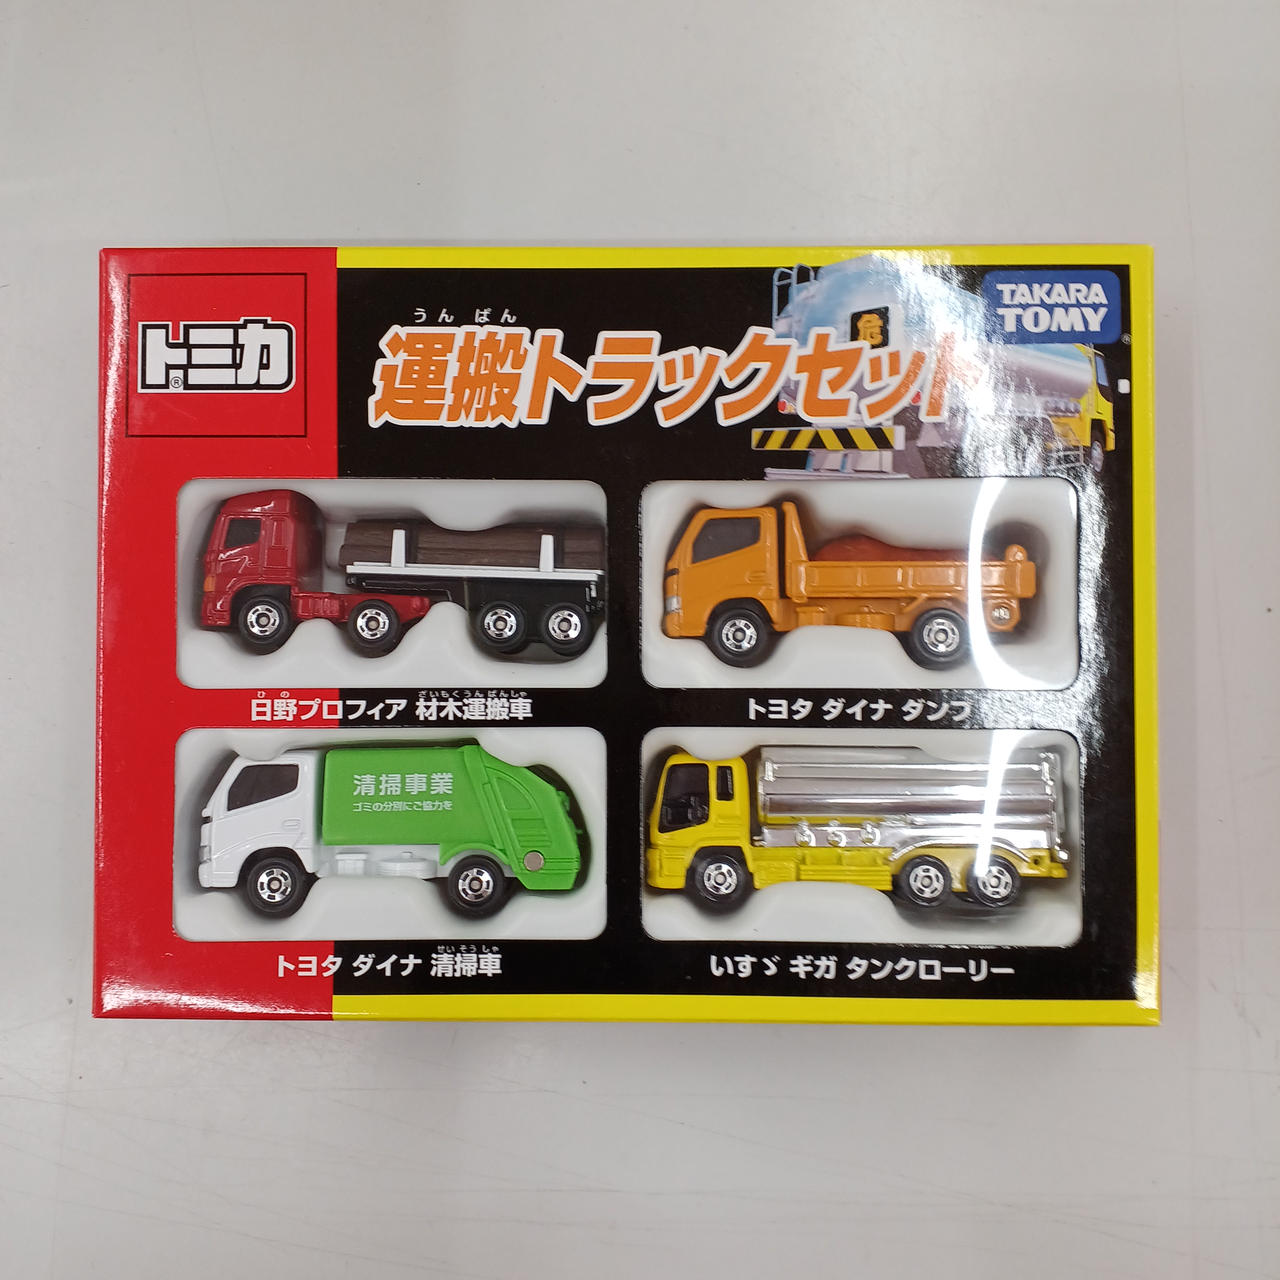 トミカ
®
うんぱん
運搬トラックセット
危
TAKARA
TOMY
®
ひの ざいもくうんぱんしゃ
日野プロフィア 材木運搬車
トヨタ ダイナ ダンプ
清掃事業
ゴミの分別にご協力を
せいそうしゃ
トヨタ ダイナ 清掃車
いすゞ ギガ タンクローリー